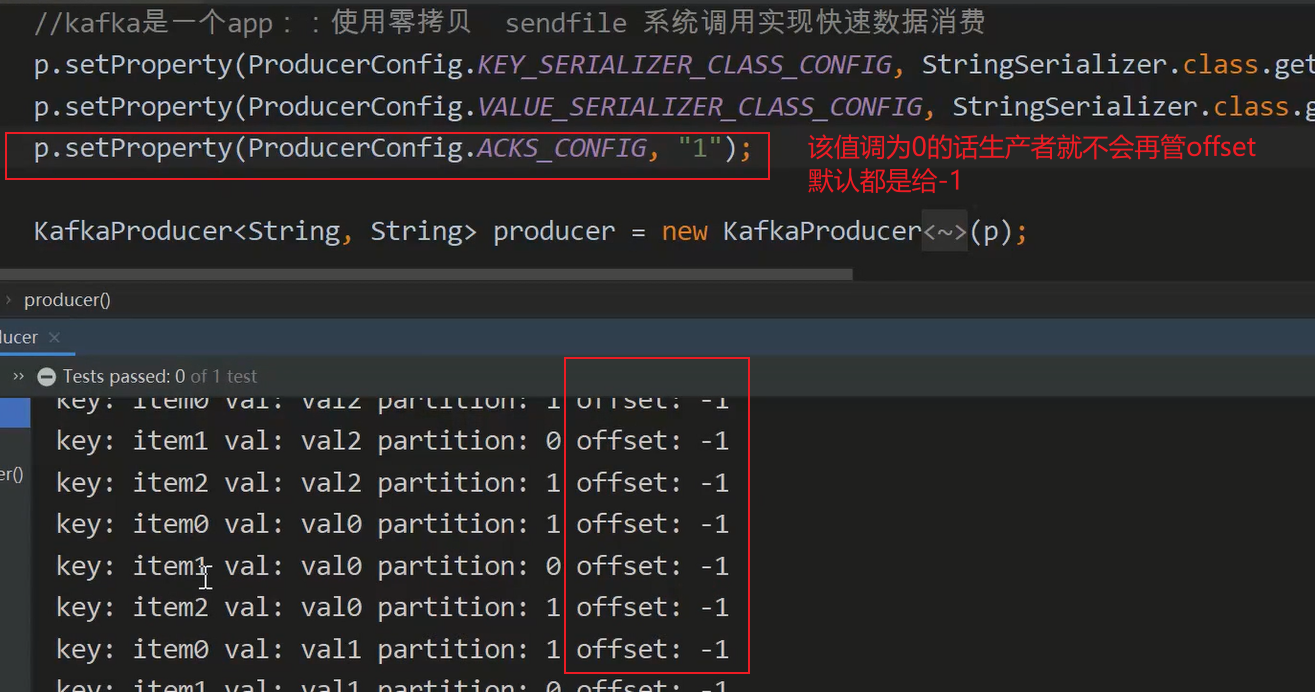 //kafka是一个app：：使用零拷贝 sendfile 系统调用实现快速数据消费
p.setProperty(ProducerConfig.KEY_SERIALIZER_CLASS_CONFIG, StringSerializer.class.get
p.setProperty(ProducerConfig.VALUE_SERIALIZER_CLASS_CONFIG, StringSerializer.class.g
p.setProperty(ProducerConfig.ACKS_CONFIG, "1");
该值调为0的话生产者就不会再管offset
默认都是给-1
KafkaProducer<String, String> producer = new KafkaProducer<~>(p);
› producer()
lucer ×
›› Tests passed: 0 of 1 test
key: item0 val: val2 partition: 1 offset: -1
key: item1 val: val2 partition: 0 offset: -1
er()
key: item2 val: val2 partition: 1 offset: -1
key: item0 val: val0 partition: 1 offset: -1
key: item1 val: val0 partition: 0 offset: -1
key: item2 val: val0 partition: 1 offset: -1
key: item0 val: val1 partition: 1 offset: -1
key: item1 val: val1 partition: 0 offset: -1